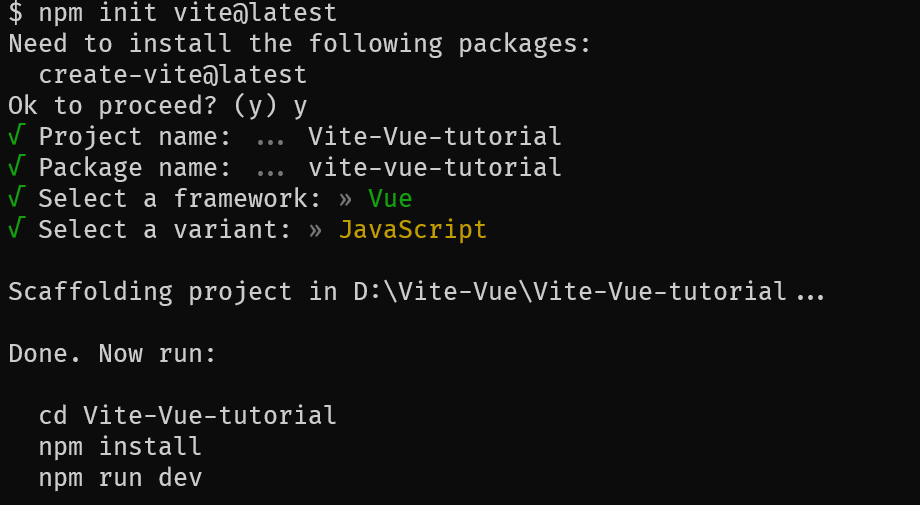 $ npm init vite@latest
Need to install the following packages:
  create-vite@latest
Ok to proceed? (y) y
√ Project name: ... Vite-Vue-tutorial
√ Package name: ... vite-vue-tutorial
√ Select a framework: » Vue
√ Select a variant: » JavaScript

Scaffolding project in D:\Vite-Vue\Vite-Vue-tutorial...

Done. Now run:

  cd Vite-Vue-tutorial
  npm install
  npm run dev